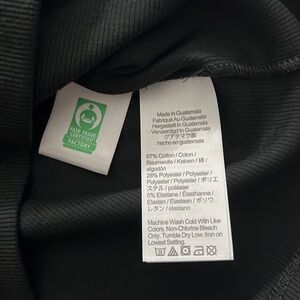 FAIR TRADE
CERTIFIED
FACTORY
Made In Guatemala
Fabriqué Au Guatemala
Hergestellt In Guatemala
Vervaardigd in Guatemala
グアテマラ製
hecho en Guatemala
67% Cotton / Coton /
Baumwolle / Katoen / 綿 /
algodón
28% Polyester / Polyester /
Polyester / Polyester / ポリエ
ステル / poliéster
5% Elastane / Élasthanne /
Elastan / Elastaan / ポリウ
レタン / elastano
Machine Wash Cold With Like
Colors. Non-Chlorine Bleach
Only. Tumble Dry Low. Iron on
Lowest Setting.